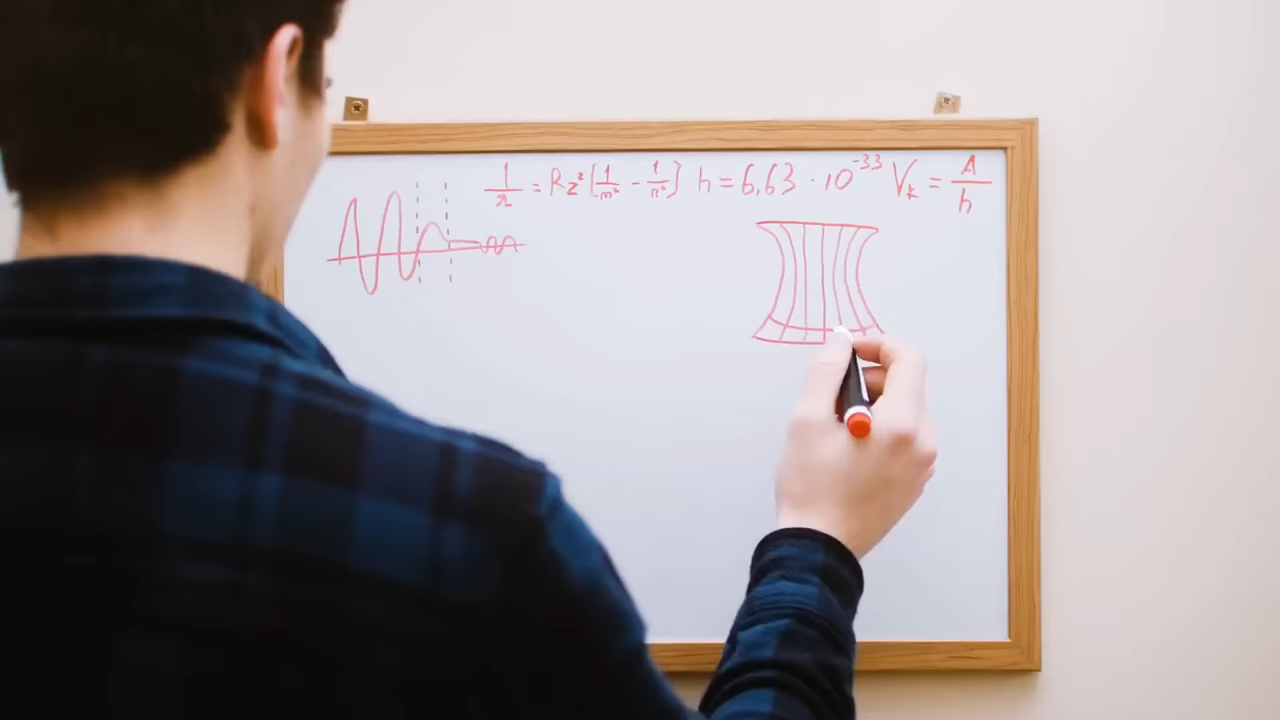 1/λ = Rz²[1/m² - 1/n²] h = 6,63 · 10⁻³³ Vₖ = A/h